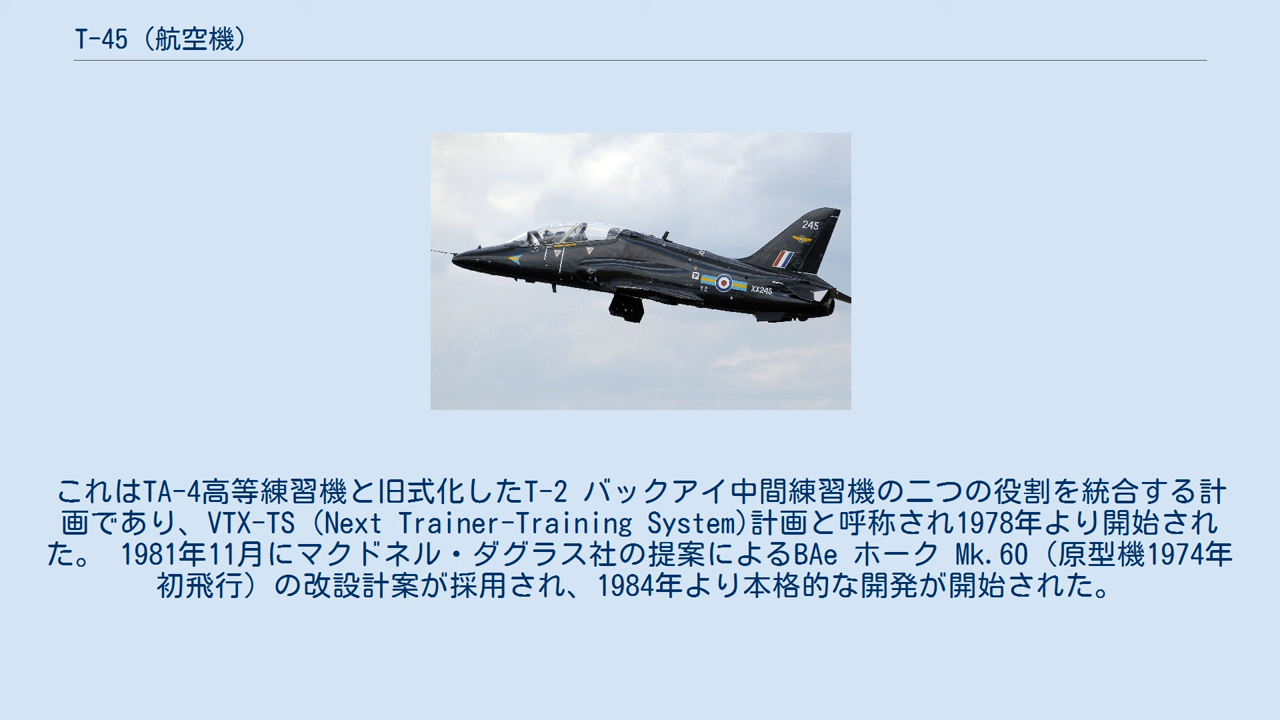 T-45（航空機）
245
XX245
これはTA-4高等練習機と旧式化したT-2 バックアイ中間練習機の二つの役割を統合する計
画であり、VTX-TS（Next Trainer-Training System)計画と呼称され1978年より開始され
た。 1981年11月にマクドネル・ダグラス社の提案によるBAe ホーク Mk.60（原型機1974年
初飛行）の改設計案が採用され、1984年より本格的な開発が開始された。